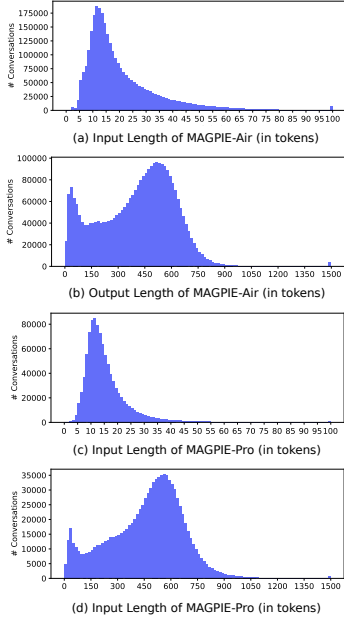 175000
150000
125000
100000
75000
50000
25000
0
# Conversations
0 5 10 15 20 25 30 35 40 45 50 55 60 65 70 75 80 85 90 95 100
(a) Input Length of MAGPIE-Air (in tokens)
100000
80000
60000
40000
20000
0
# Conversations
0 150 300 450 600 750 900 1050 1200 1350 1500
(b) Output Length of MAGPIE-Air (in tokens)
80000
60000
40000
20000
0
# Conversations
0 5 10 15 20 25 30 35 40 45 50 55 60 65 70 75 80 85 90 95 100
(c) Input Length of MAGPIE-Pro (in tokens)
35000
30000
25000
20000
15000
10000
5000
0
# Conversations
0 150 300 450 600 750 900 1050 1200 1350 1500
(d) Input Length of MAGPIE-Pro (in tokens)